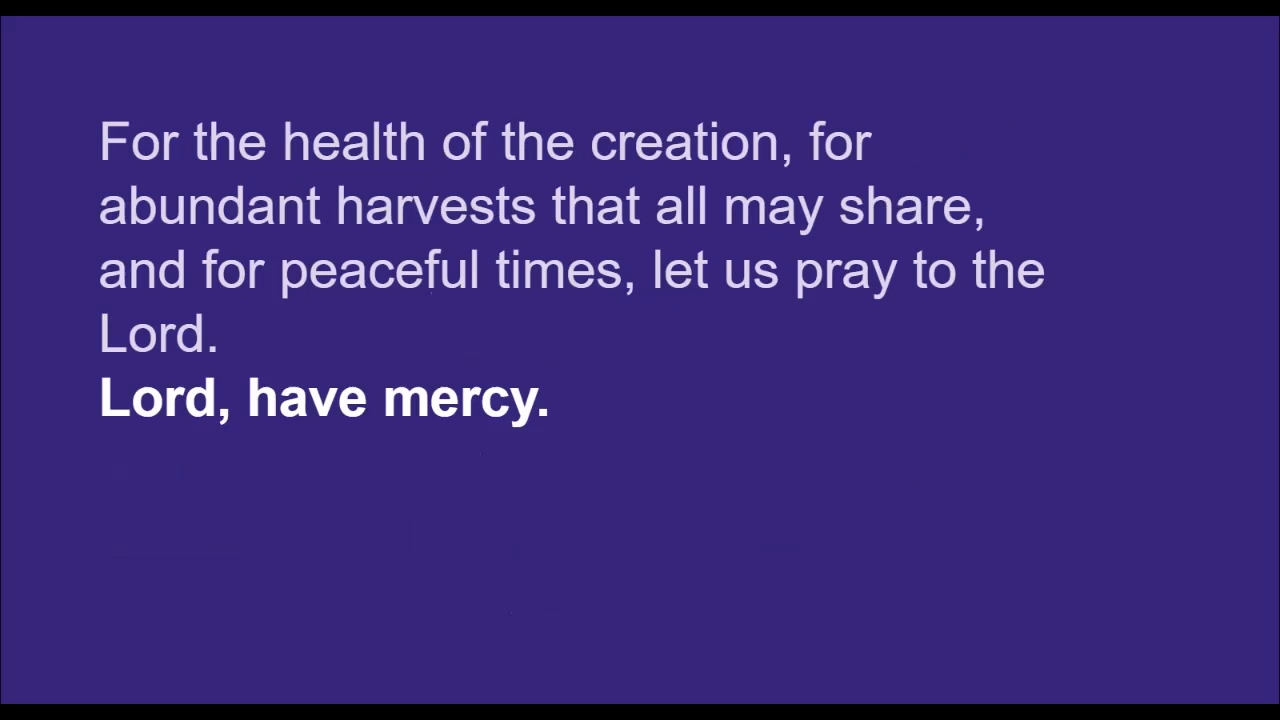 For the health of the creation, for
abundant harvests that all may share,
and for peaceful times, let us pray to the
Lord.
Lord, have mercy.